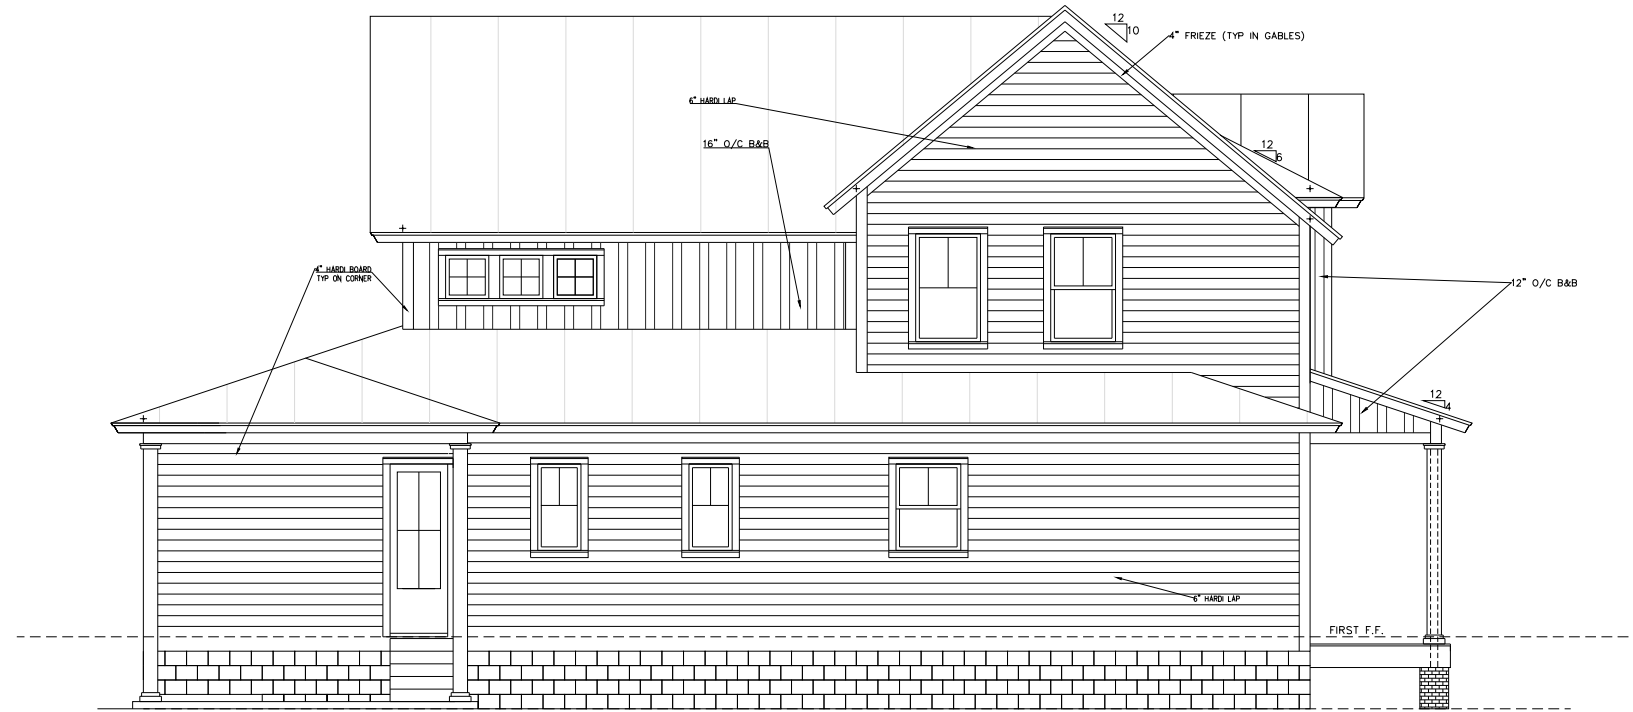 12
10
4" FRIEZE (TYP IN GABLES)
6" HARDI LAP
16" O/C B&B
12
6
4" HARDI BOARD
TYP ON CORNER
12" O/C B&B
12
4
6" HARDI LAP
FIRST F.F.